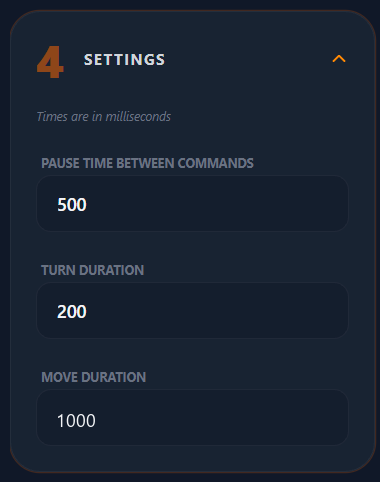 4 SETTINGS
Times are in milliseconds
PAUSE TIME BETWEEN COMMANDS
500
TURN DURATION
200
MOVE DURATION
1000